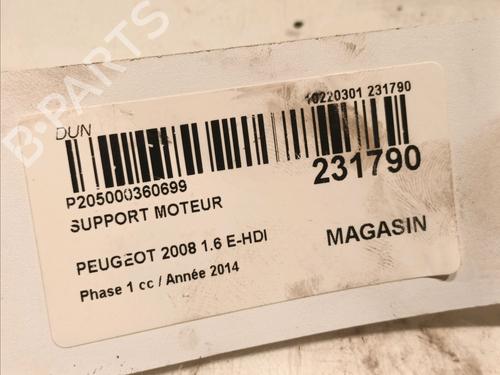 B-PARTS
DUN
10220301 231790
P205000360699
231790
SUPPORT MOTEUR
PEUGEOT 2008 1.6 E-HDI
MAGASIN
Phase 1 cc / Année 2014